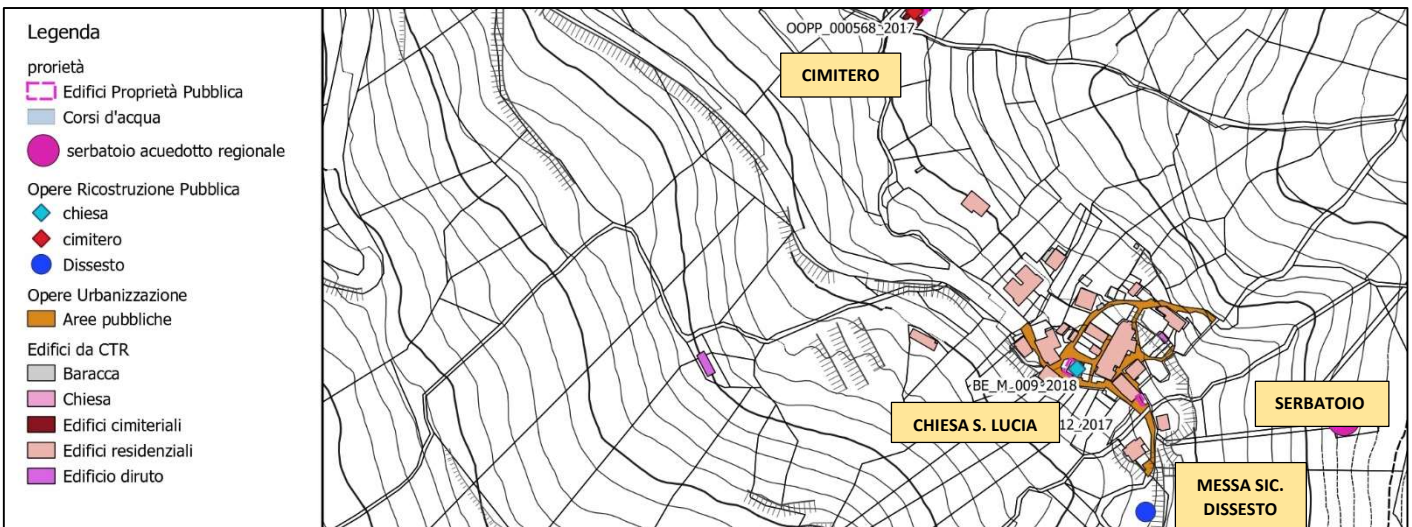 Legenda
prorietà
Edifici Proprietà Pubblica
Corsi d'acqua
serbatoio acuedotto regionale
Opere Ricostruzione Pubblica
chiesa
cimitero
Dissesto
Opere Urbanizzazione
Aree pubbliche
Edifici da CTR
Baracca
Chiesa
Edifici cimiteriali
Edifici residenziali
Edificio diruto
OOPP_000568_2017
CIMITERO
BE_M_009_2018
SERBATOIO
CHIESA S. LUCIA
12_2017
MESSA SIC.
DISSESTO